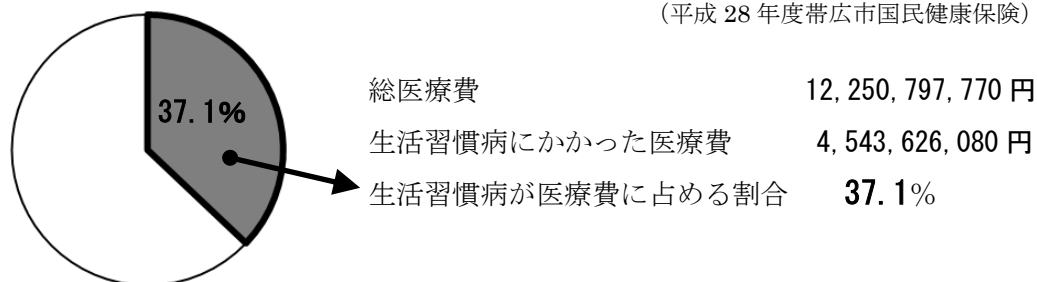 （平成 28 年度帯広市国民健康保険）
総医療費 12,250,797,770 円
37.1%
生活習慣病にかかった医療費 4,543,626,080 円
生活習慣病が医療費に占める割合 37.1%